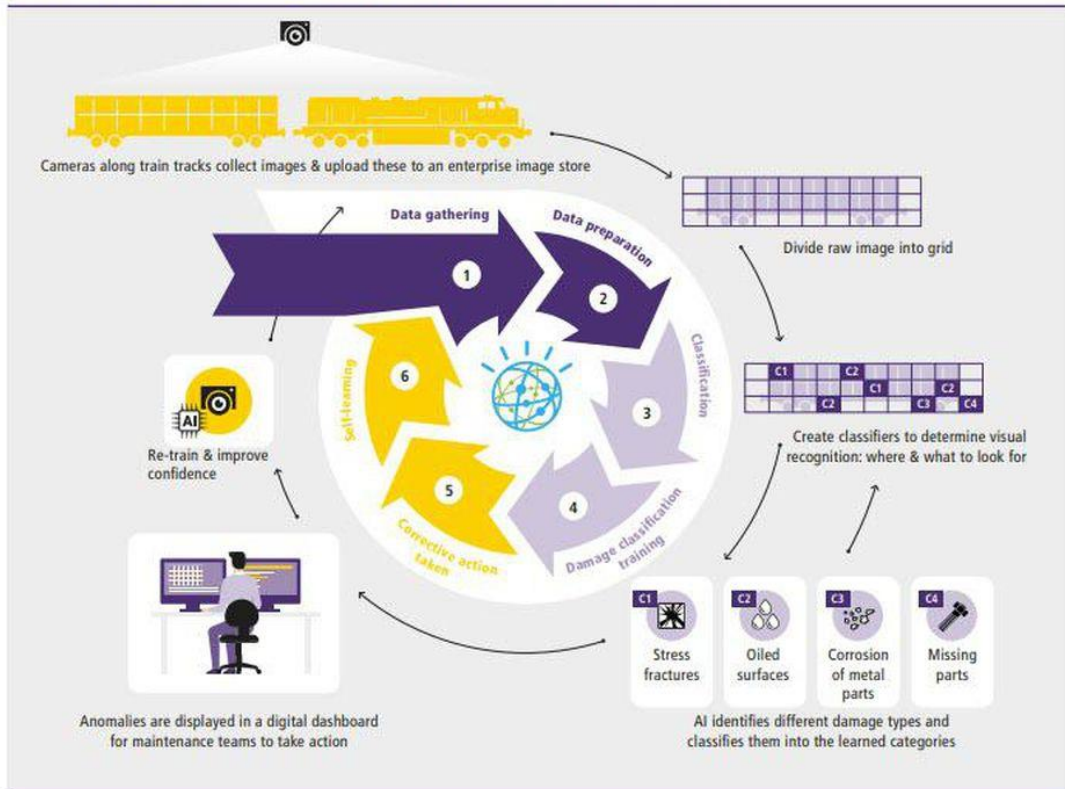 Cameras along train tracks collect images & upload these to an enterprise image store
Data gathering
Data preparation
1
2
Divide raw image into grid
Classification
3
C1
C2
C1
C2
C2
C3
C4
Create classifiers to determine visual
recognition: where & what to look for
Damage classification
training
4
C1
Stress
fractures
C2
Oiled
surfaces
C3
Corrosion
of metal
parts
C4
Missing
parts
AI identifies different damage types and
classifies them into the learned categories
Corrective action
taken
5
Anomalies are displayed in a digital dashboard
for maintenance teams to take action
Self-learning
6
AI
Re-train & improve
confidence